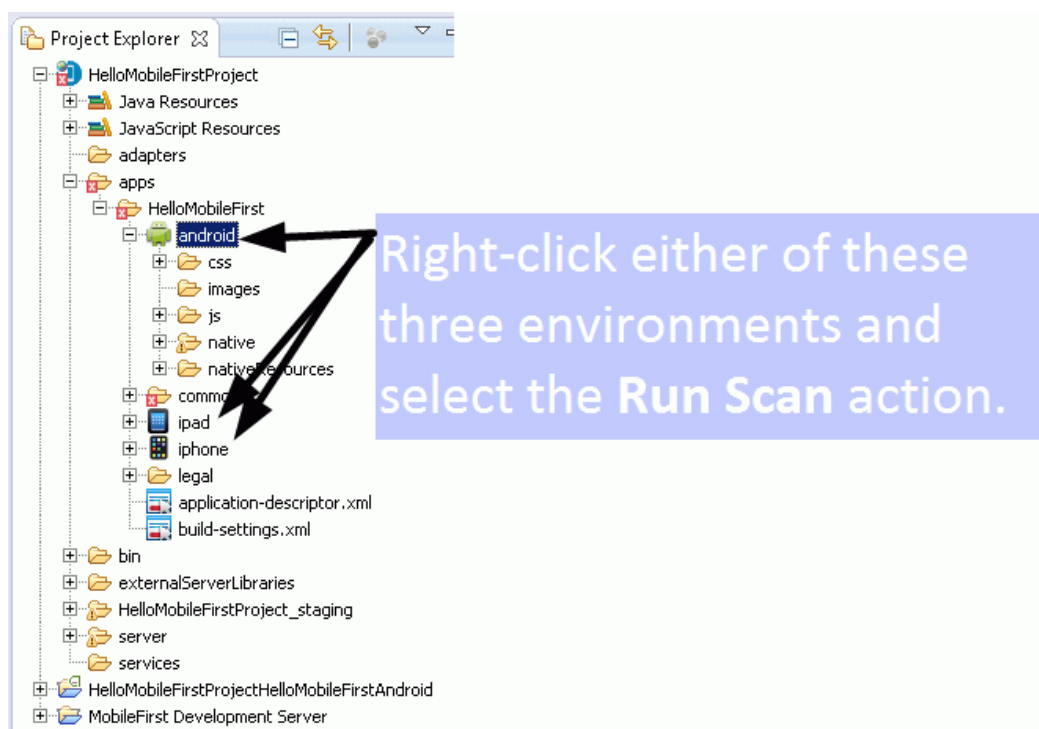 Project Explorer
HelloMobileFirstProject
Java Resources
JavaScript Resources
adapters
apps
HelloMobileFirst
android
css
images
js
native
nativeResources
Right-click either of these
three environments and
select the Run Scan action.
ipad
iphone
legal
application-descriptor.xml
build-settings.xml
bin
externalServerLibraries
HelloMobileFirstProject_staging
server
services
HelloMobileFirstProjectHelloMobileFirstAndroid
MobileFirst Development Server